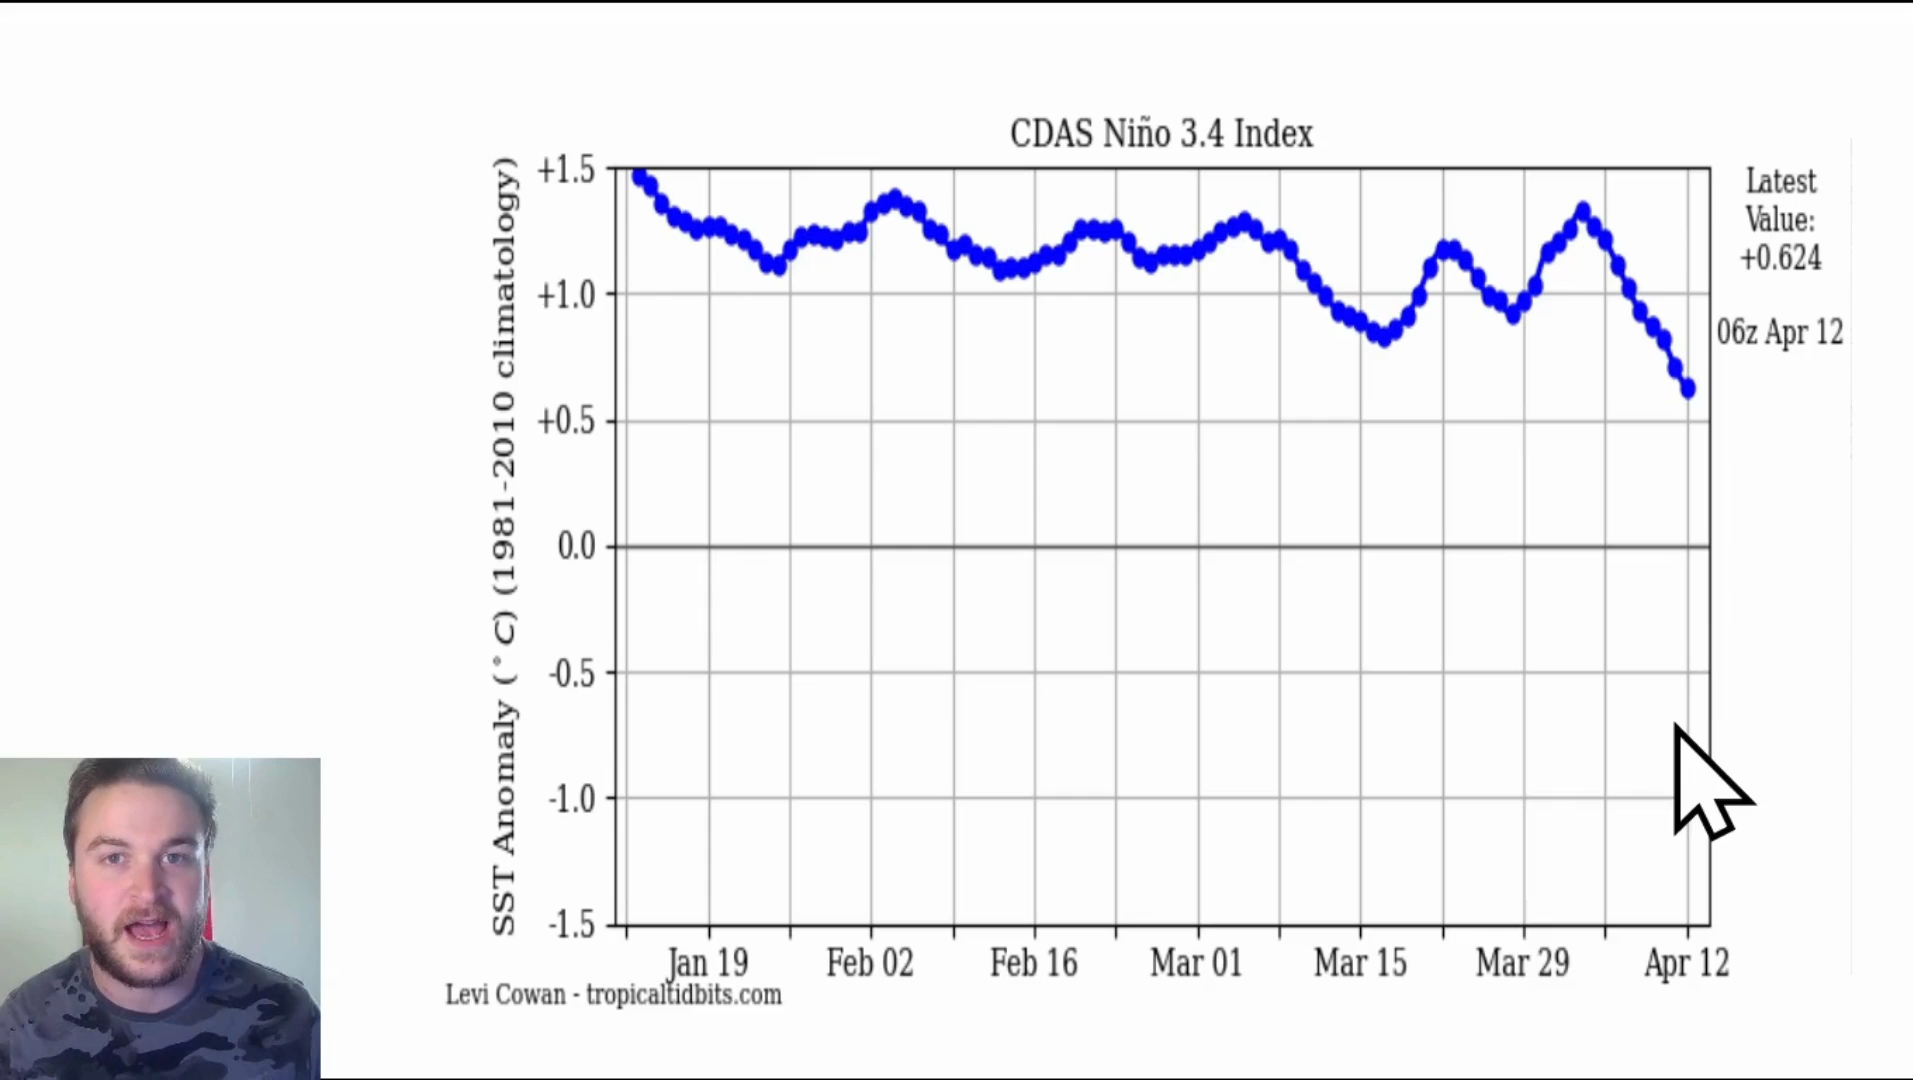 CDAS Niño 3.4 Index
SST Anomaly (°C) (1981-2010 climatology)
+1.5
+1.0
+0.5
0.0
-0.5
-1.0
-1.5
Latest
Value:
+0.624
06z Apr 12
Jan 19 Feb 02 Feb 16 Mar 01 Mar 15 Mar 29 Apr 12
Levi Cowan - tropicaltidbits.com